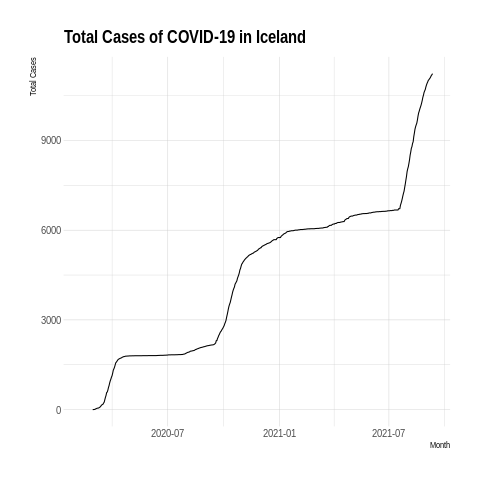 Total Cases of COVID-19 in Iceland
Total Cases
9000
6000
3000
0
2020-07 2021-01 2021-07
Month